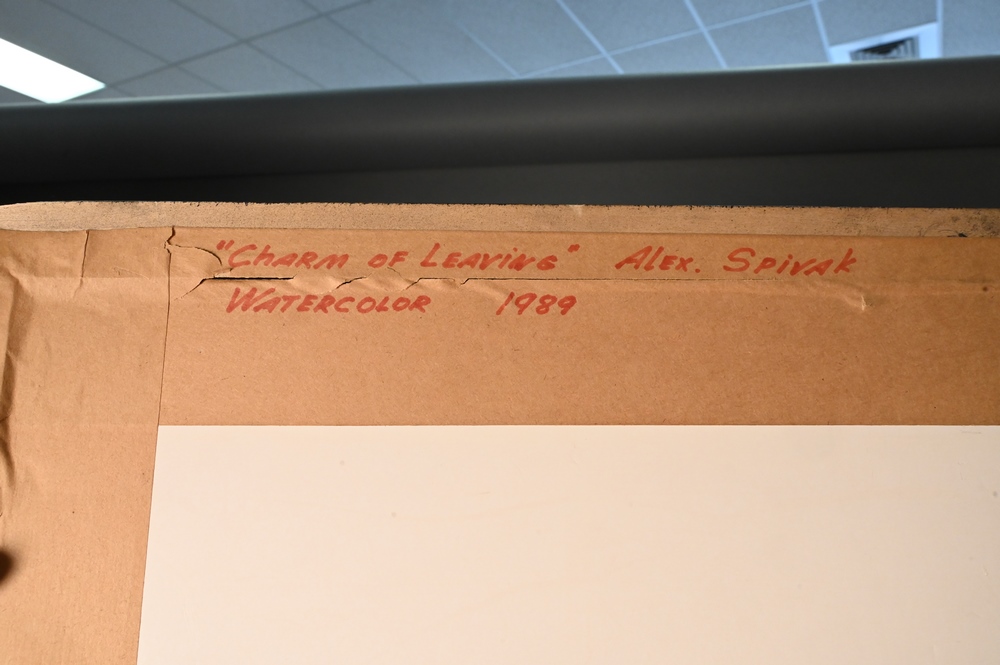 "Charm of Leaving" Alex. Spivak
Watercolor 1989